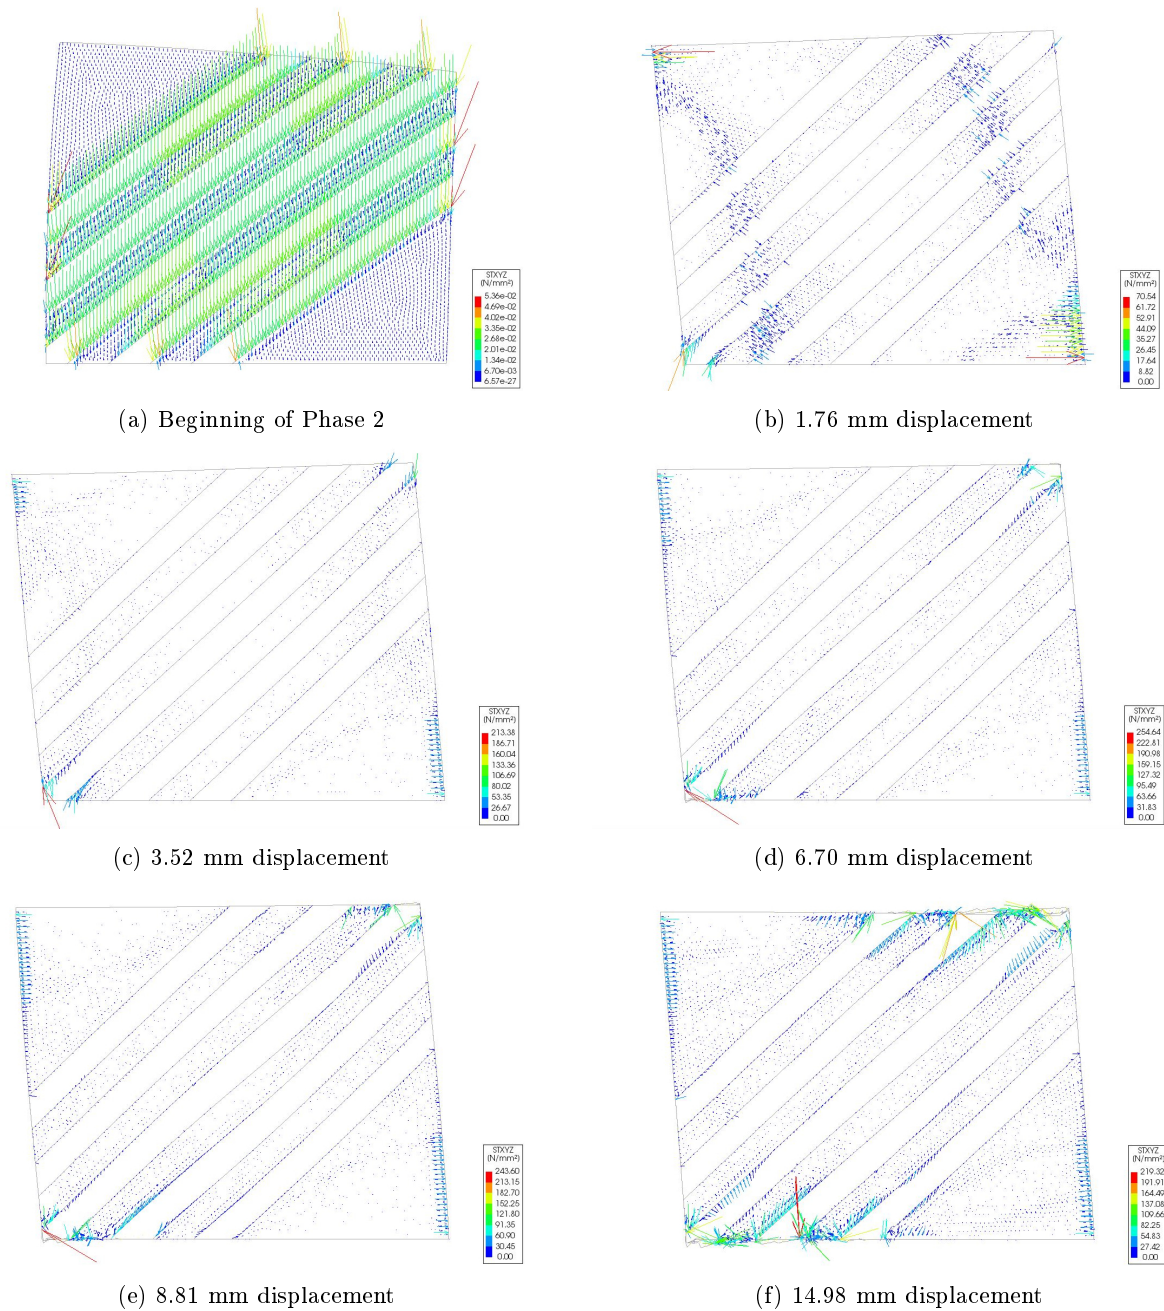 STXYZ
(N/mm²)
5.36e-02
4.69e-02
4.02e-02
3.35e-02
2.68e-02
2.01e-02
1.34e-02
6.70e-03
6.57e-27
STXYZ
(N/mm²)
70.54
61.72
52.91
44.09
35.27
26.45
17.64
8.82
0.00
(a) Beginning of Phase 2
(b) 1.76 mm displacement
STXYZ
(N/mm²)
213.38
186.71
160.04
133.36
106.69
80.02
53.35
26.67
0.00
STXYZ
(N/mm²)
254.64
222.81
190.98
159.15
127.32
95.49
63.66
31.83
0.00
(c) 3.52 mm displacement
(d) 6.70 mm displacement
STXYZ
(N/mm²)
243.60
213.15
182.70
152.25
121.80
91.35
60.90
30.45
0.00
STXYZ
(N/mm²)
219.32
191.91
164.49
137.08
109.66
82.25
54.83
27.42
0.00
(e) 8.81 mm displacement
(f) 14.98 mm displacement